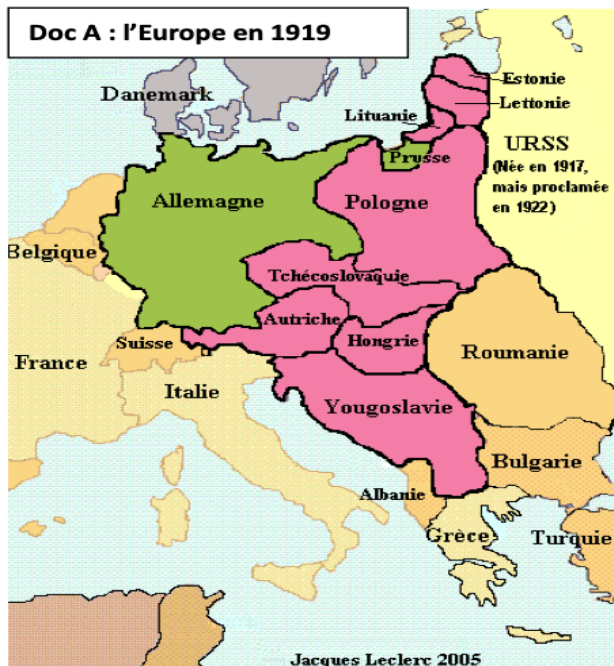 Doc A : l’Europe en 1919
Danemark
Estonie
Lettonie
Lituanie
URSS
(Née en 1917,
mais proclamée
en 1922)
Prusse
Allemagne
Pologne
Belgique
Tchécoslovaquie
Autriche
Suisse
Hongrie
France
Roumanie
Italie
Yougoslavie
Bulgarie
Albanie
Grèce
Turquie
Jacques Leclerc 2005